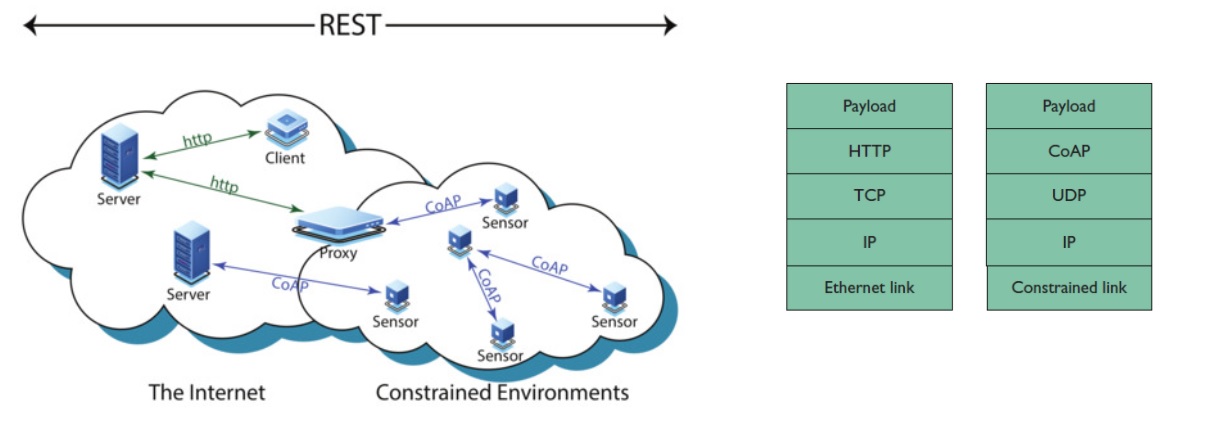 REST
http
Client
Server
http
CoAP
Sensor
Proxy
CoAP
Server
CoAP
Sensor
CoAP
Sensor
Sensor
The Internet
Constrained Environments
Payload
HTTP
TCP
IP
Ethernet link
Payload
CoAP
UDP
IP
Constrained link